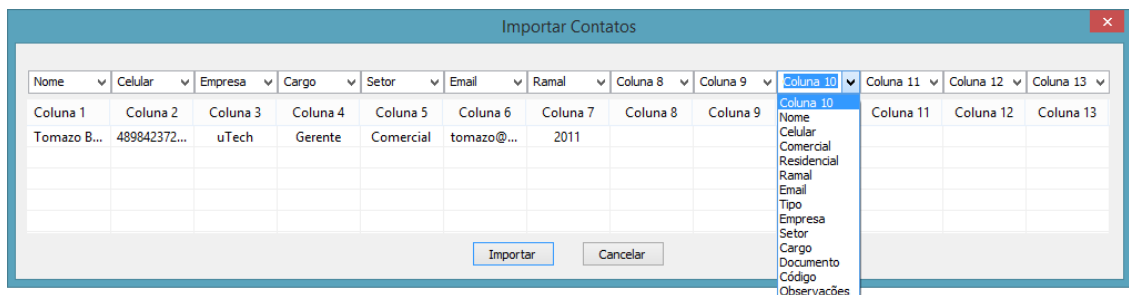 Importar Contatos
Nome Celular Empresa Cargo Setor Email Ramal Coluna 8 Coluna 9 Coluna 10 Coluna 11 Coluna 12 Coluna 13
Coluna 1 Coluna 2 Coluna 3 Coluna 4 Coluna 5 Coluna 6 Coluna 7 Coluna 8 Coluna 9 Coluna 11 Coluna 12 Coluna 13
Tomazo B... 489842372... uTech Gerente Comercial tomazo@... 2011
Coluna 10
Nome
Celular
Comercial
Residencial
Ramal
Email
Tipo
Empresa
Setor
Cargo
Documento
Código
Observações
Importar Cancelar